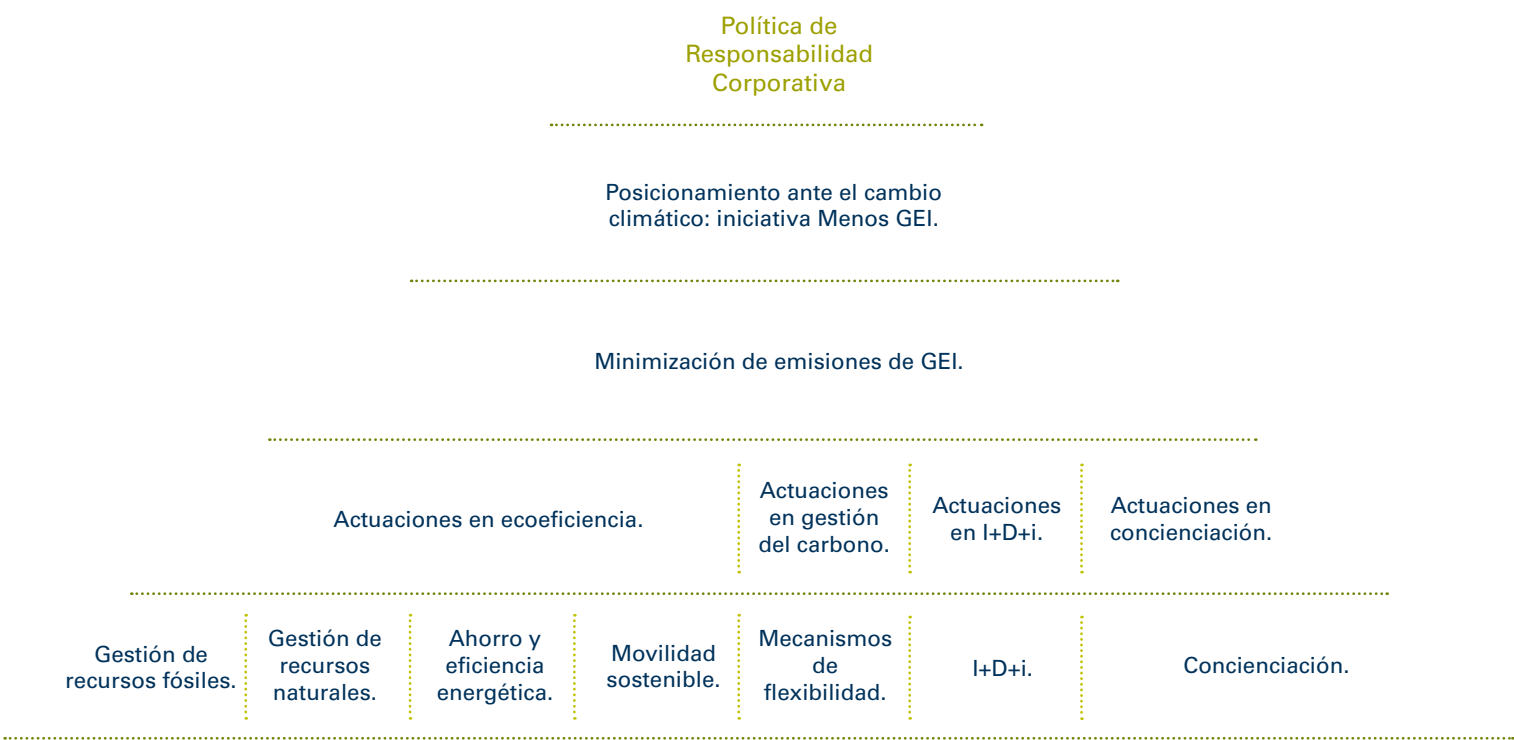 Política de
Responsabilidad
Corporativa
Posicionamiento ante el cambio
climático: iniciativa Menos GEI.
Minimización de emisiones de GEI.
Actuaciones en ecoeficiencia.
Actuaciones
en gestión
del carbono.
Actuaciones
en I+D+i.
Actuaciones en
concienciación.
Gestión de
recursos fósiles.
Gestión de
recursos
naturales.
Ahorro y
eficiencia
energética.
Movilidad
sostenible.
Mecanismos
de
flexibilidad.
I+D+i.
Concienciación.